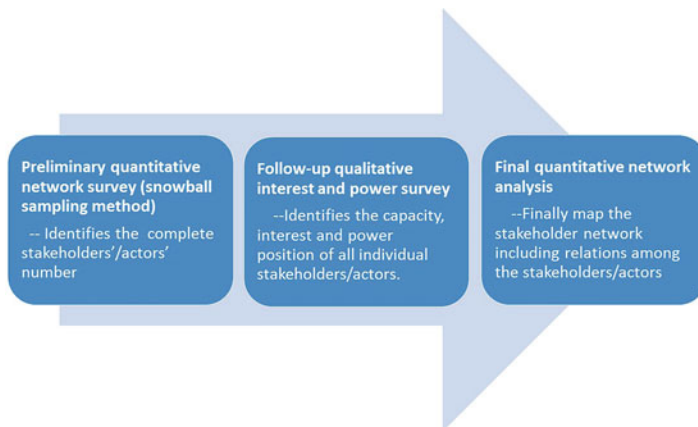 Preliminary quantitative
network survey (snowball
sampling method)
-- Identifies the complete
stakeholders'/actors'
number
Follow-up qualitative
interest and power survey
--Identifies the capacity,
interest and power
position of all individual
stakeholders/actors.
Final quantitative network
analysis
--Finally map the
stakeholder network
including relations among
the stakeholders/actors